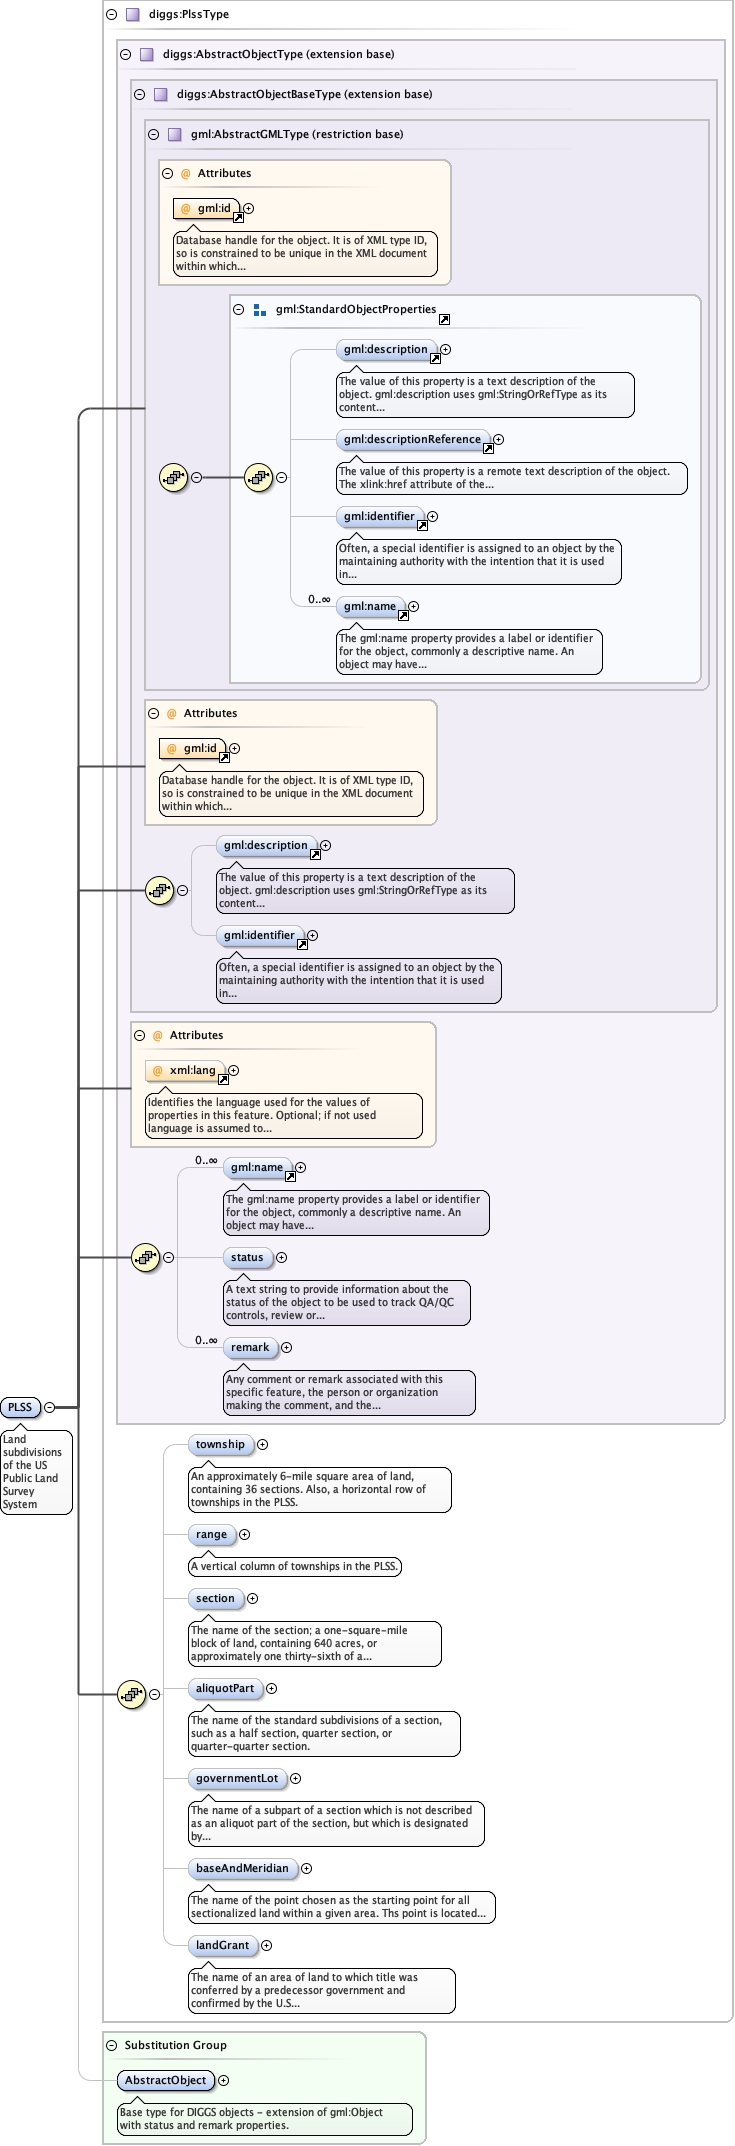 diggs:PlssType
diggs:AbstractObjectType (extension base)
diggs:AbstractObjectBaseType (extension base)
gml:AbstractGMLType (restriction base)
@ Attributes
@ gml:id
Database handle for the object. It is of XML type ID,
so is constrained to be unique in the XML document
within which...
gml:StandardObjectProperties
gml:description
The value of this property is a text description of the
object. gml:description uses gml:StringOrRefType as its
content...
gml:descriptionReference
The value of this property is a remote text description of the object.
The xlink:href attribute of the...
gml:identifier
Often, a special identifier is assigned to an object by the
maintaining authority with the intention that it is used
in...
0..∞
gml:name
The gml:name property provides a label or identifier
for the object, commonly a descriptive name. An
object may have...
@ Attributes
@ gml:id
Database handle for the object. It is of XML type ID,
so is constrained to be unique in the XML document
within which...
gml:description
The value of this property is a text description of the
object. gml:description uses gml:StringOrRefType as its
content...
gml:identifier
Often, a special identifier is assigned to an object by the
maintaining authority with the intention that it is used
in...
@ Attributes
@ xml:lang
Identifies the language used for the values of
properties in this feature. Optional; if not used
language is assumed to...
0..∞
gml:name
The gml:name property provides a label or identifier
for the object, commonly a descriptive name. An
object may have...
status
A text string to provide information about the
status of the object to be used to track QA/QC
controls, review or...
0..∞
remark
Any comment or remark associated with this
specific feature, the person or organization
making the comment, and the...
PLSS
Land
subdivisions
of the US
Public Land
Survey
System
township
An approximately 6-mile square area of land,
containing 36 sections. Also, a horizontal row of
townships in the PLSS.
range
A vertical column of townships in the PLSS.
section
The name of the section; a one-square-mile
block of land, containing 640 acres, or
approximately one thirty-sixth of a...
aliquotPart
The name of the standard subdivisions of a section,
such as a half section, quarter section, or
quarter-quarter section.
governmentLot
The name of a subpart of a section which is not described
as an aliquot part of the section, but which is designated
by...
baseAndMeridian
The name of the point chosen as the starting point for all
sectionalized land within a given area. Ths point is located...
landGrant
The name of an area of land to which title was
conferred by a predecessor government and
confirmed by the U.S...
Substitution Group
AbstractObject
Base type for DIGGS objects - extension of gml:Object
with status and remark properties.